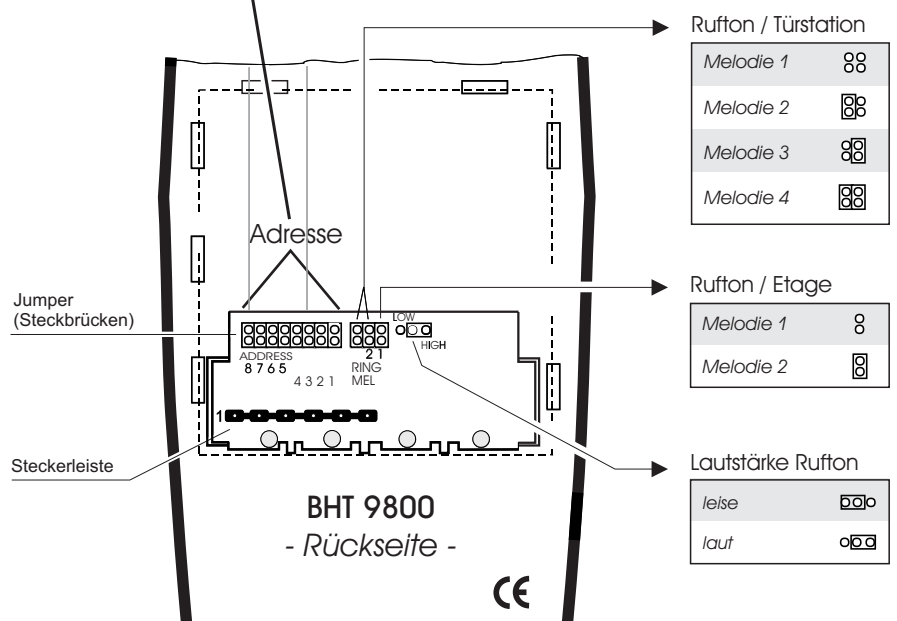 Rufton / Türstation
Melodie 1
Melodie 2
Melodie 3
Melodie 4
Adresse
Rufton / Etage
Melodie 1
Melodie 2
Jumper
(Steckbrücken)
LOW
HIGH
ADDRESS
8 7 6 5
4 3 2 1
2 1
RING
MEL
1
Steckerleiste
Lautstärke Rufton
leise
laut
BHT 9800
- Rückseite -
CE